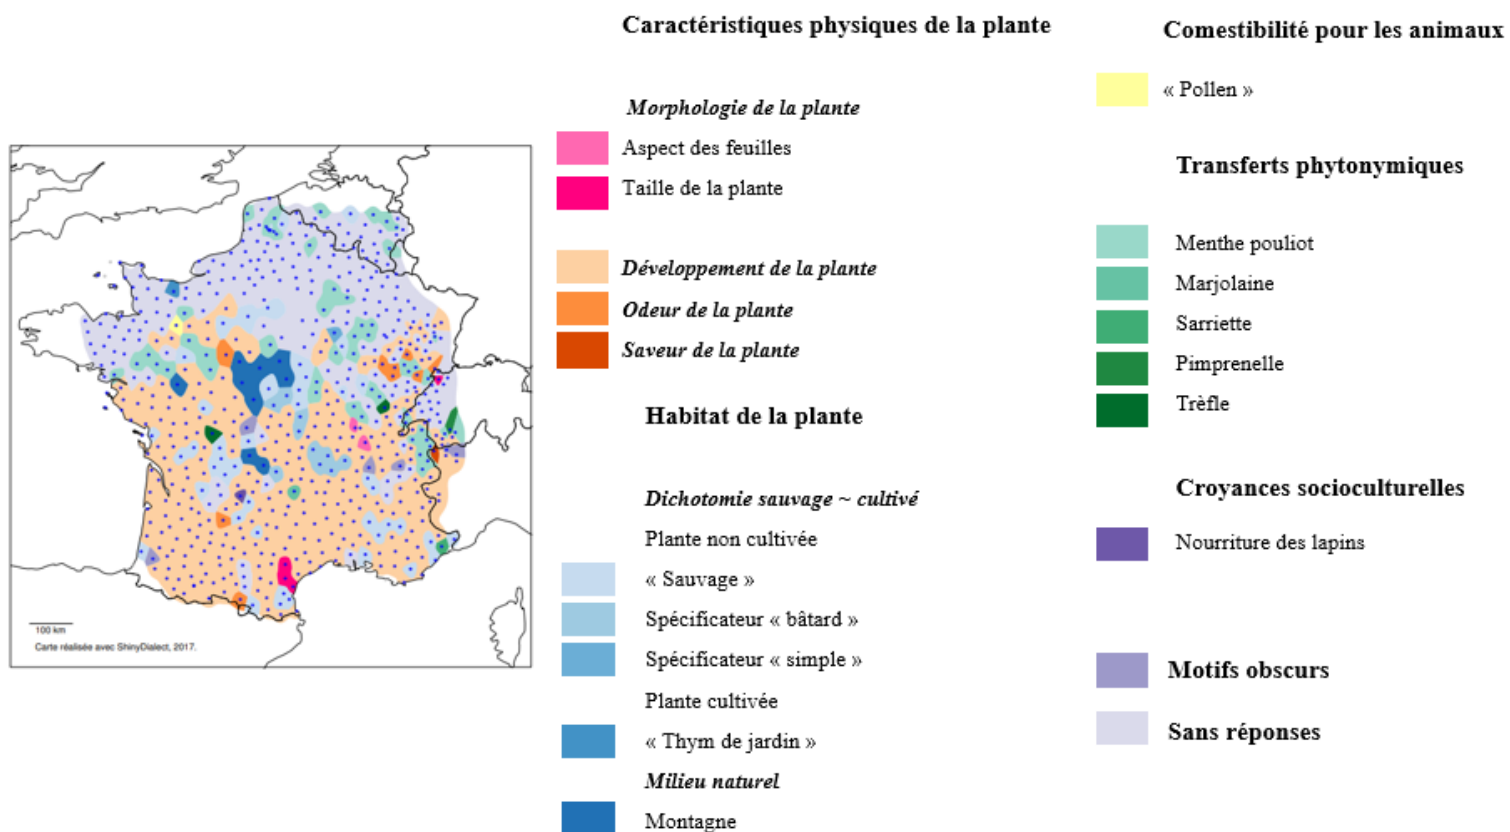 100 km
Carte réalisée avec ShinyDialect, 2017.
Caractéristiques physiques de la plante
Morphologie de la plante
Aspect des feuilles
Taille de la plante
Développement de la plante
Odeur de la plante
Saveur de la plante
Habitat de la plante
Dichotomie sauvage ~ cultivé
Plante non cultivée
« Sauvage »
Spécificateur « bâtard »
Spécificateur « simple »
Plante cultivée
« Thym de jardin »
Milieu naturel
Montagne
Comestibilité pour les animaux
« Pollen »
Transferts phytonymiques
Menthe pouliot
Marjolaine
Sarriette
Pimprenelle
Trèfle
Croyances socioculturelles
Nourriture des lapins
Motifs obscurs
Sans réponses